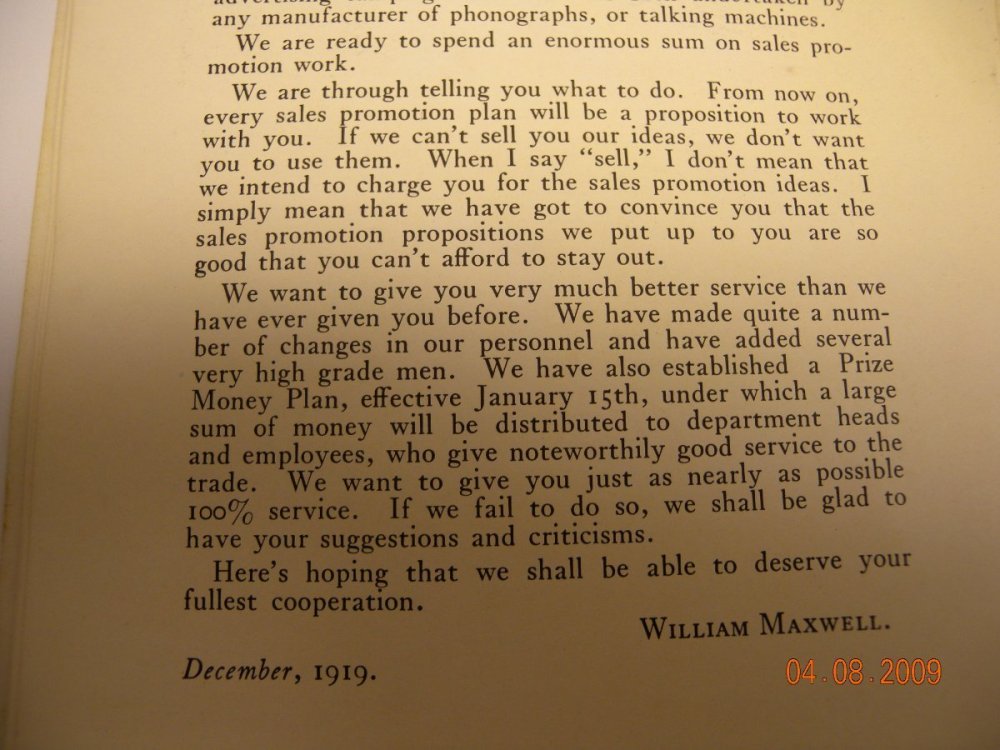 any manufacturer of phonographs, or talking machines.
We are ready to spend an enormous sum on sales pro-
motion work.
We are through telling you what to do. From now on,
every sales promotion plan will be a proposition to work
with you. If we can't sell you our ideas, we don't want
you to use them. When I say “sell,” I don't mean that
we intend to charge you for the sales promotion ideas. I
simply mean that we have got to convince you that the
sales promotion propositions we put up to you are so
good that you can't afford to stay out.
We want to give you very much better service than we
have ever given you before. We have made quite a num-
ber of changes in our personnel and have added several
very high grade men. We have also established a Prize
Money Plan, effective January 15th, under which a large
sum of money will be distributed to department heads
and employees, who give noteworthily good service to the
trade. We want to give you just as nearly as possible
100% service. If we fail to do so, we shall be glad to
have your suggestions and criticisms.
Here's hoping that we shall be able to deserve your
fullest cooperation.
WILLIAM MAXWELL.
December, 1919.
04.08.2009